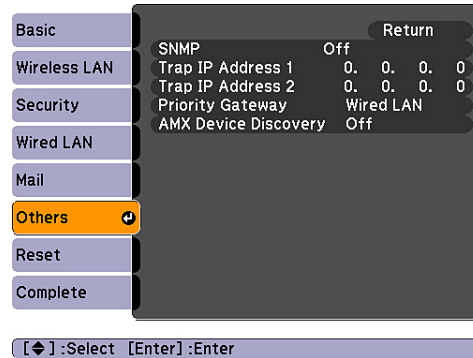 Basic
Wireless LAN
Security
Wired LAN
Mail
Others
Reset
Complete
Return
SNMP Off
Trap IP Address 1 0. 0. 0. 0
Trap IP Address 2 0. 0. 0. 0
Priority Gateway Wired LAN
AMX Device Discovery Off
[ ] :Select [Enter] :Enter